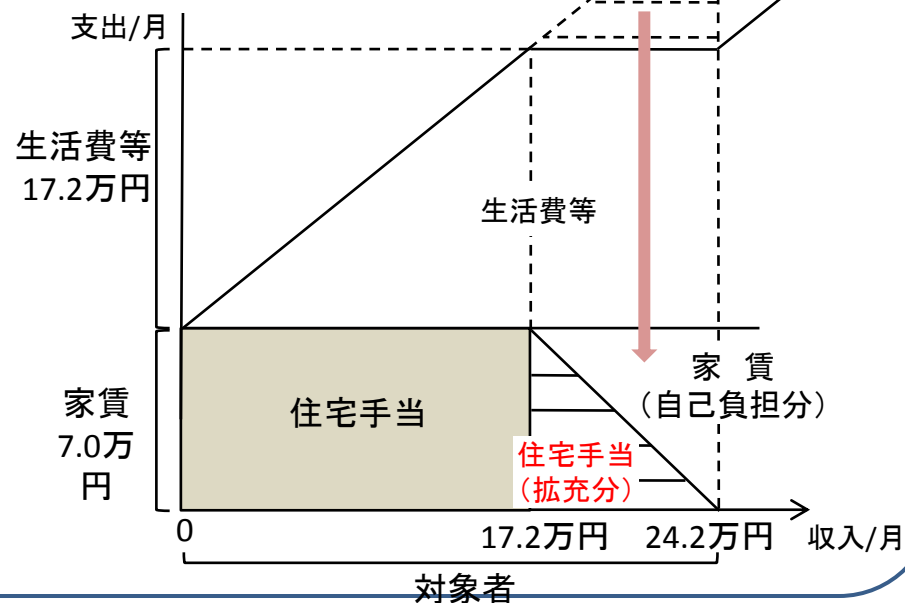 支出/月
生活費等
17.2万円
生活費等
家賃
7.0万
円
住宅手当
家 賃
（自己負担分）
住宅手当
（拡充分）
0
17.2万円
24.2万円
収入/月
対象者